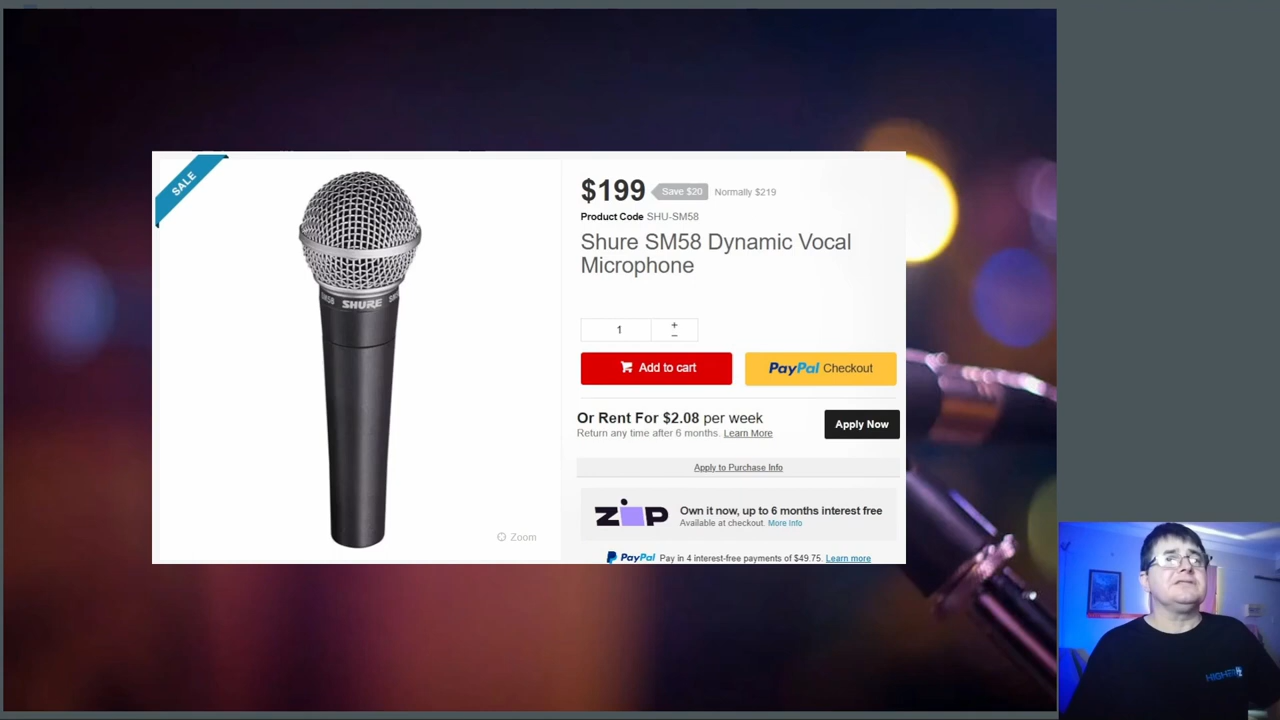 SALE
$199 Save $20 Normally $219
Product Code SHU-SM58
Shure SM58 Dynamic Vocal
Microphone
1 + −
Add to cart
PayPal Checkout
Or Rent For $2.08 per week
Return any time after 6 months. Learn More
Apply Now
Apply to Purchase Info
ZIP
Own it now, up to 6 months interest free
Available at checkout. More Info
PayPal Pay in 4 interest-free payments of $49.75. Learn more
Zoom
SM58 SHURE